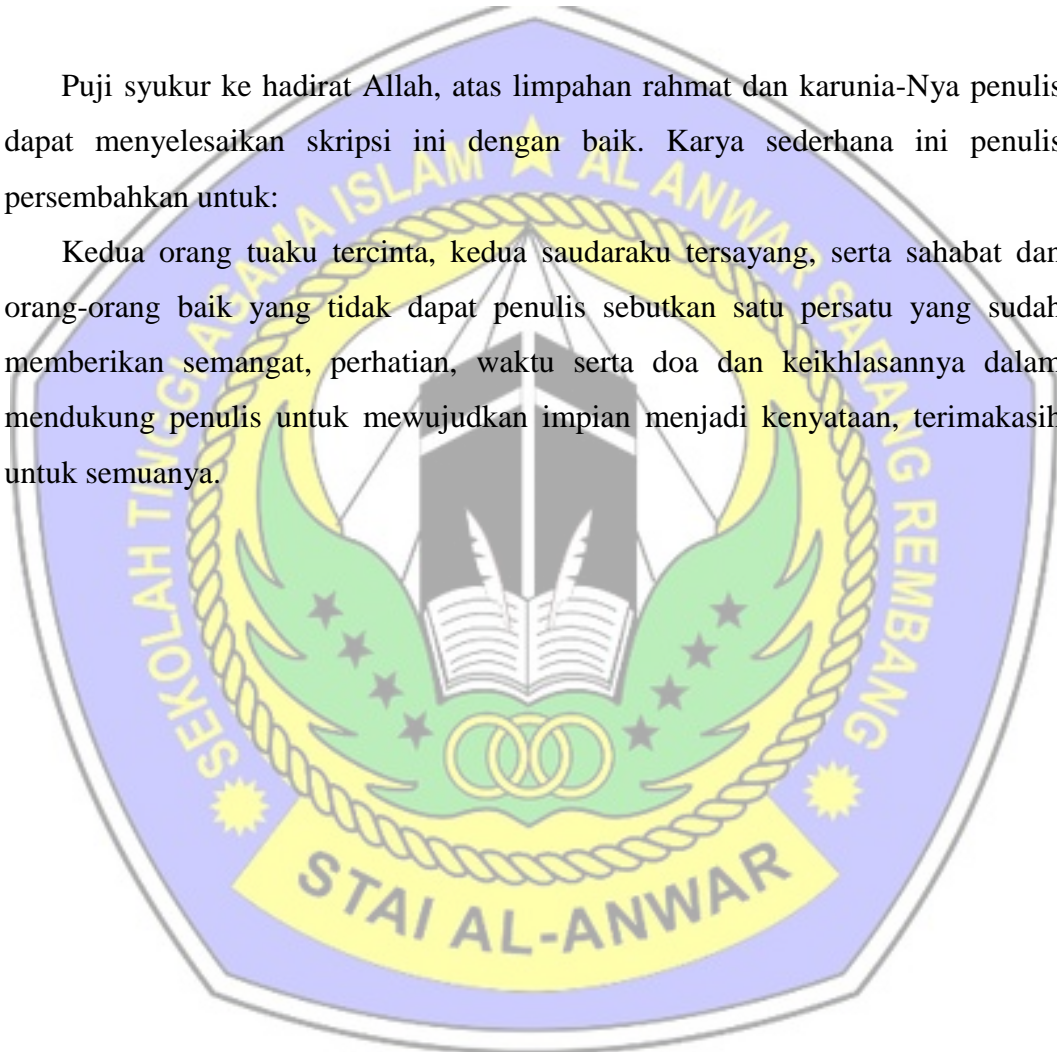 Puji syukur ke hadirat Allah, atas limpahan rahmat dan karunia-Nya penulis
dapat menyelesaikan skripsi ini dengan baik. Karya sederhana ini penulis
persembahkan untuk:
Kedua orang tuaku tercinta, kedua saudaraku tersayang, serta sahabat dan
orang-orang baik yang tidak dapat penulis sebutkan satu persatu yang sudah
memberikan semangat, perhatian, waktu serta doa dan keikhlasannya dalam
mendukung penulis untuk mewujudkan impian menjadi kenyataan, terimakasih
untuk semuanya.
SEKOLAH TINGGI AGAMA ISLAM AL ANWAR SARANG REMBANG
STAI AL-ANWAR